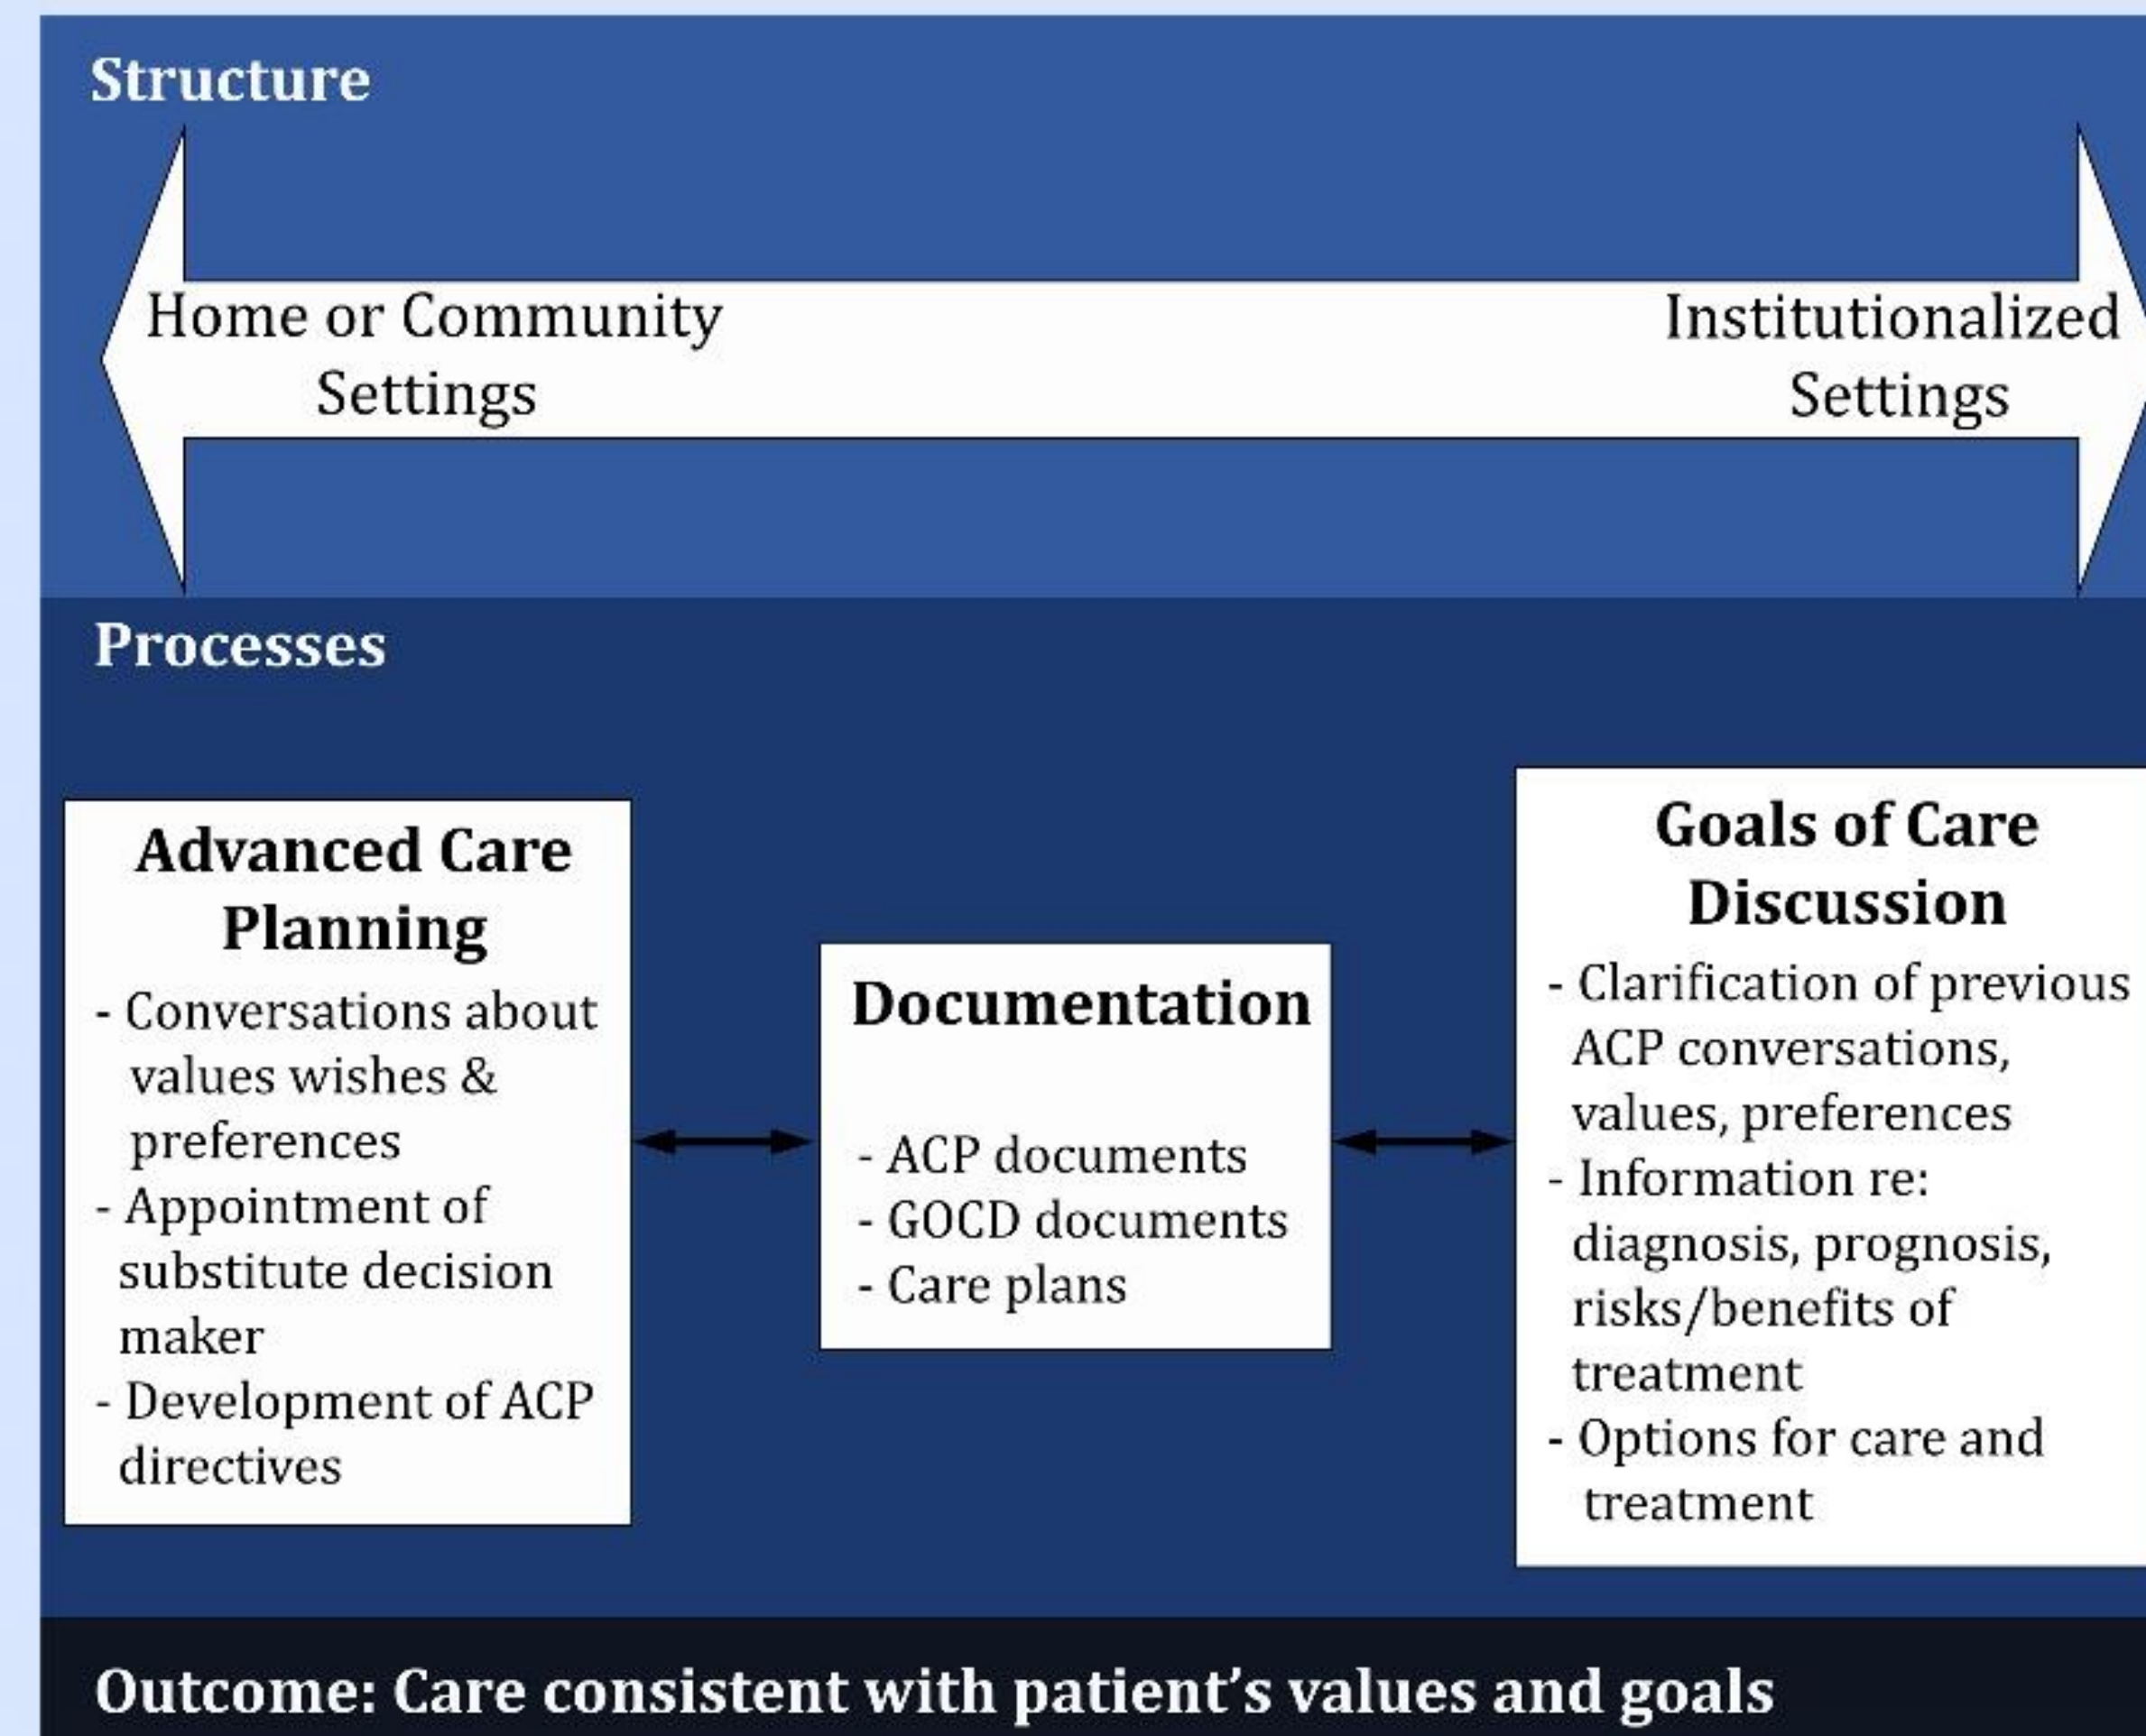 Structure
Home or Community
Settings
Institutionalized
Settings
Processes
Advanced Care
Planning
- Conversations about
values wishes &
preferences
- Appointment of
substitute decision
maker
- Development of ACP
directives
Documentation
- ACP documents
- GOCD documents
- Care plans
Goals of Care
Discussion
- Clarification of previous
ACP conversations,
values, preferences
- Information re:
diagnosis, prognosis,
risks/benefits of
treatment
- Options for care and
treatment
Outcome: Care consistent with patient’s values and goals